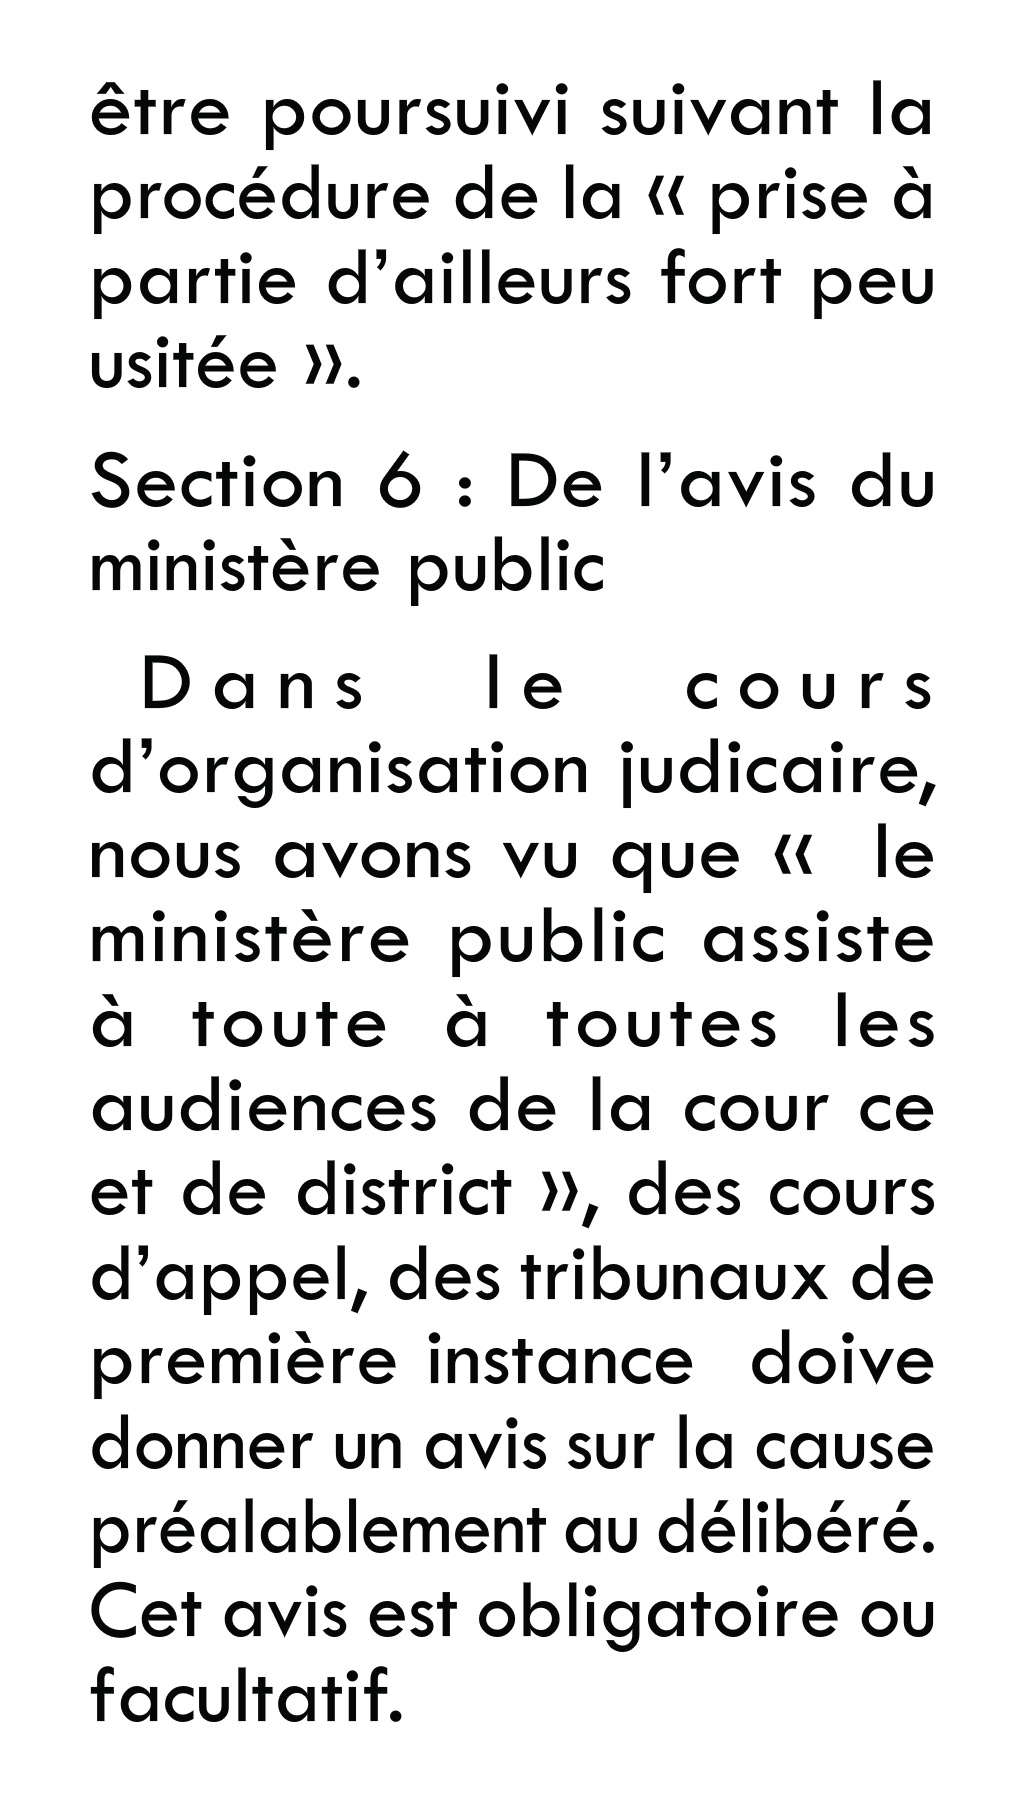 être poursuivi suivant la
procédure de la « prise à
partie d’ailleurs fort peu
usitée ».
Section 6 : De l’avis du
ministère public
Dans le cours
d’organisation judicaire,
nous avons vu que « le
ministère public assiste
à toute à toutes les
audiences de la cour ce
et de district », des cours
d’appel, des tribunaux de
première instance doive
donner un avis sur la cause
préalablement au délibéré.
Cet avis est obligatoire ou
facultatif.